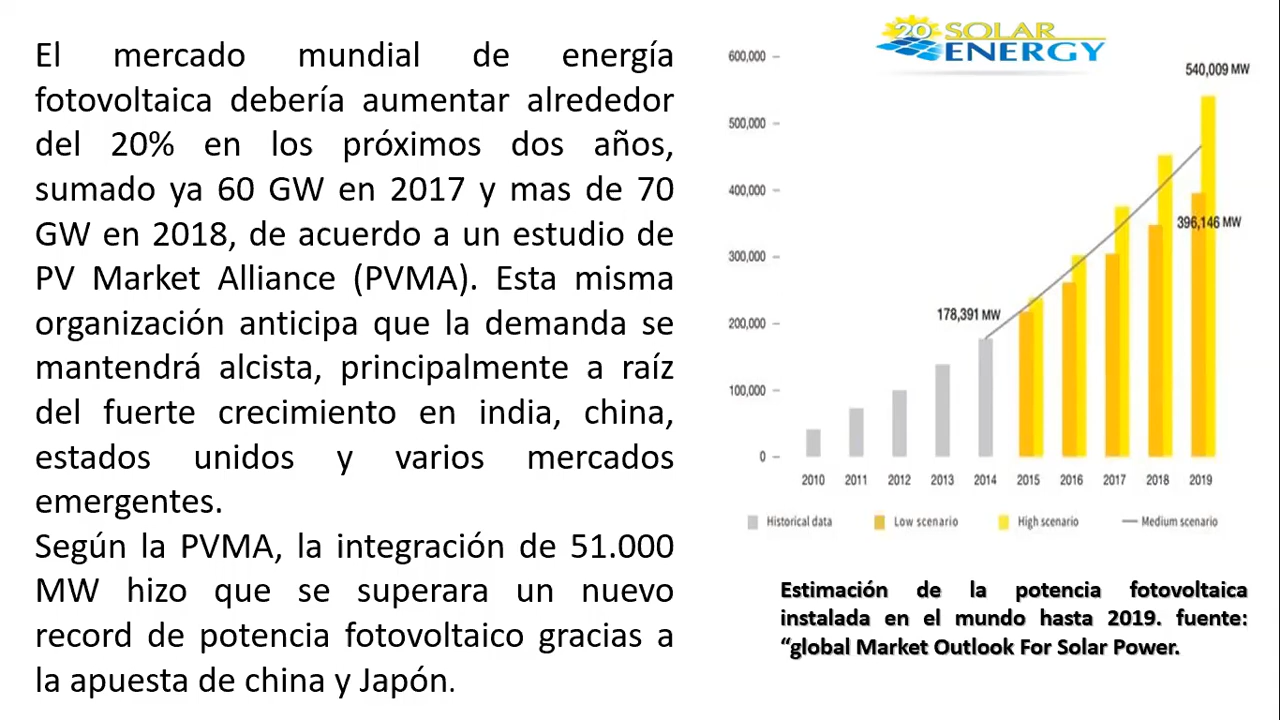 El mercado mundial de energía
fotovoltaica debería aumentar alrededor
del 20% en los próximos dos años,
sumado ya 60 GW en 2017 y mas de 70
GW en 2018, de acuerdo a un estudio de
PV Market Alliance (PVMA). Esta misma
organización anticipa que la demanda se
mantendrá alcista, principalmente a raíz
del fuerte crecimiento en india, china,
estados unidos y varios mercados
emergentes.
Según la PVMA, la integración de 51.000
MW hizo que se superara un nuevo
record de potencia fotovoltaico gracias a
la apuesta de china y Japón.
20 SOLAR
ENERGY
600,000
540,009 MW
500,000
400,000
396,146 MW
300,000
178,391 MW
200,000
100,000
0
2010 2011 2012 2013 2014 2015 2016 2017 2018 2019
Historical data Low scenario High scenario Medium scenario
Estimación de la potencia fotovoltaica
instalada en el mundo hasta 2019. fuente:
“global Market Outlook For Solar Power.